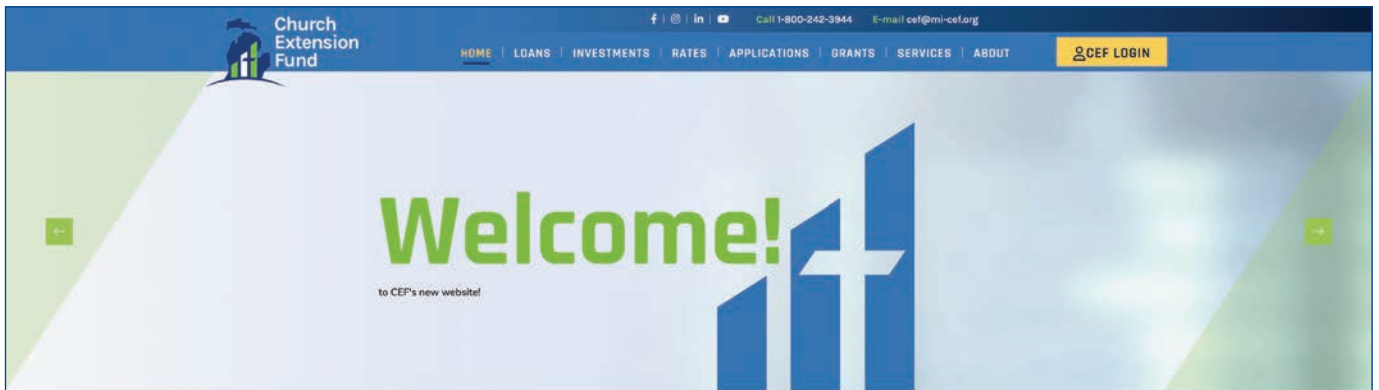 Church
Extension
Fund
Call 1-800-242-3944 E-mail cef@mi-cef.org
HOME | LOANS | INVESTMENTS | RATES | APPLICATIONS | GRANTS | SERVICES | ABOUT
CEF LOGIN
Welcome!
to CEF's new website!